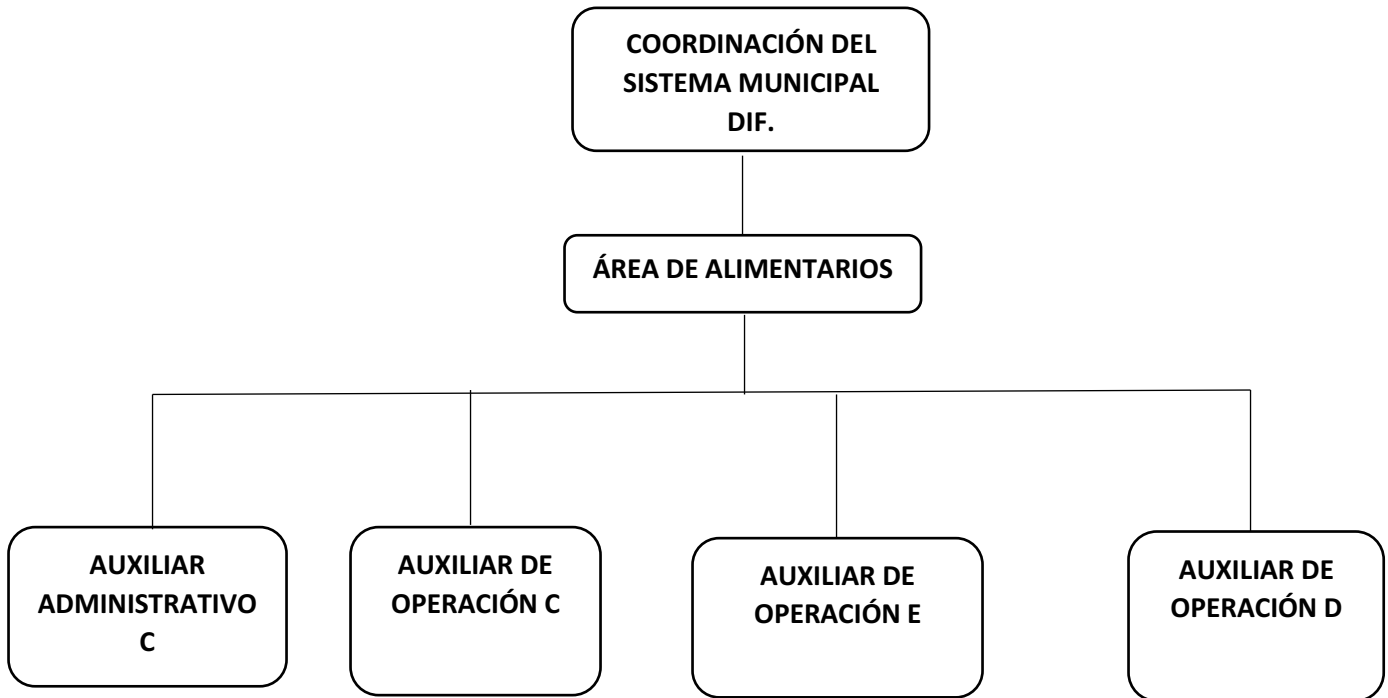 COORDINACIÓN DEL
SISTEMA MUNICIPAL
DIF.
ÁREA DE ALIMENTARIOS
AUXILIAR
ADMINISTRATIVO
C
AUXILIAR DE
OPERACIÓN C
AUXILIAR DE
OPERACIÓN E
AUXILIAR DE
OPERACIÓN D